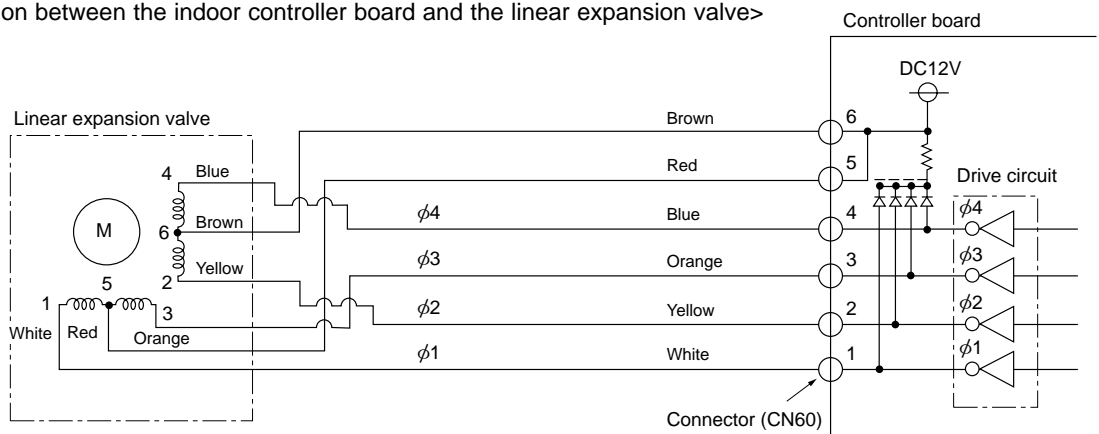 on between the indoor controller board and the linear expansion valve>
Controller board
DC12V
Linear expansion valve
Brown 6
4 Blue
Red 5
Drive circuit
M
6 Brown
ϕ4 Blue 4 ϕ4
Yellow
2
ϕ3 Orange 3 ϕ3
5
1 3
White Red Orange
ϕ2 Yellow 2 ϕ2
ϕ1 White 1 ϕ1
Connector (CN60)